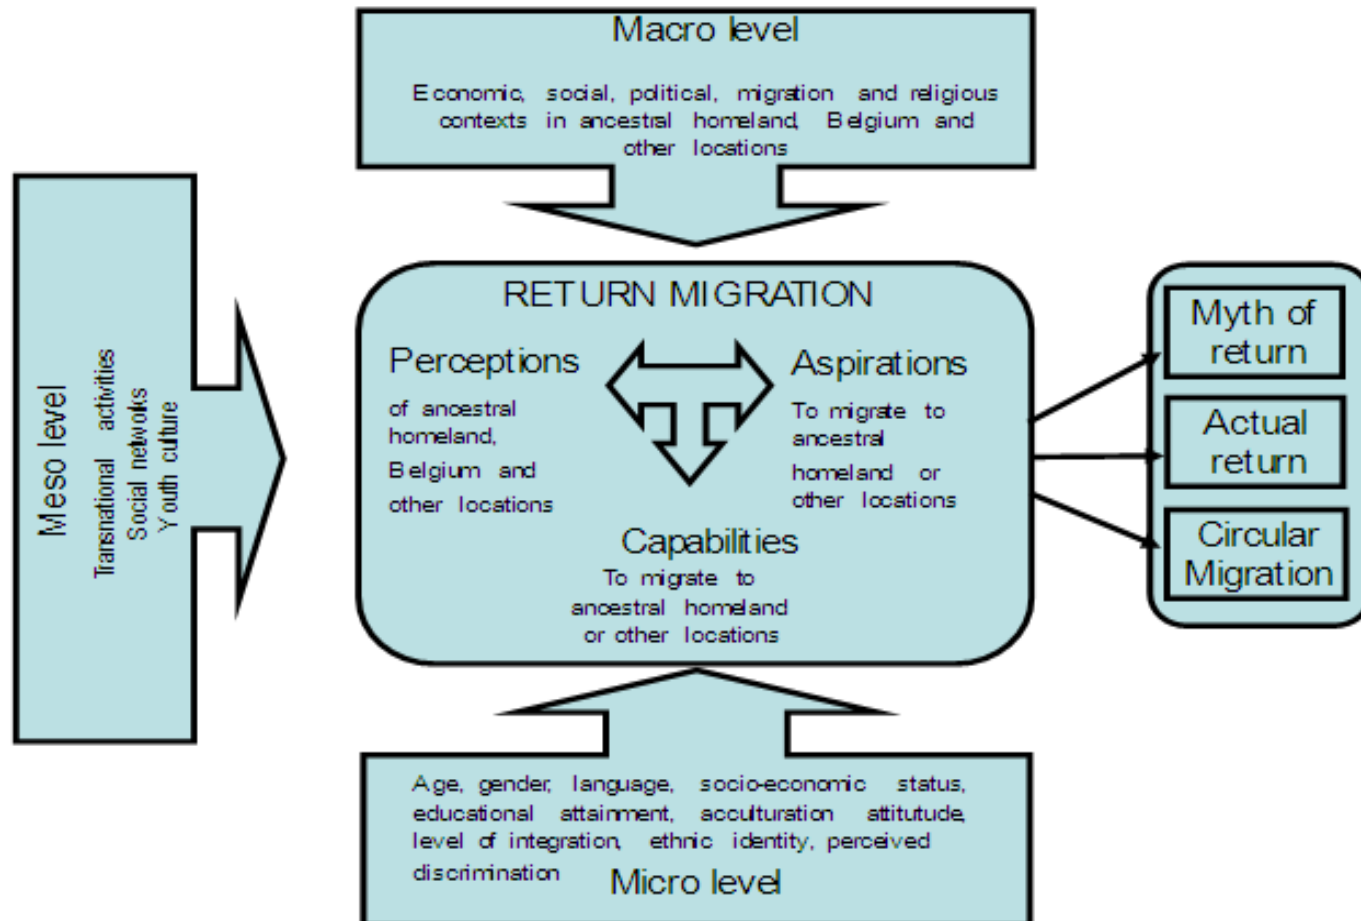 Macro level
Economic, social, political, migration and religious
contexts in ancestral homeland, Belgium and
other locations
Meso level
Transnational activities
Social networks
Youth culture
RETURN MIGRATION
Perceptions
of ancestral
homeland,
Belgium and
other locations
Aspirations
To migrate to
ancestral
homeland or
other locations
Capabilities
To migrate to
ancestral homeland
or other locations
Myth of
return
Actual
return
Circular
Migration
Age, gender, language, socio-economic status,
educational attainment, acculturation attitutude,
level of integration, ethnic identity, perceived
discrimination
Micro level